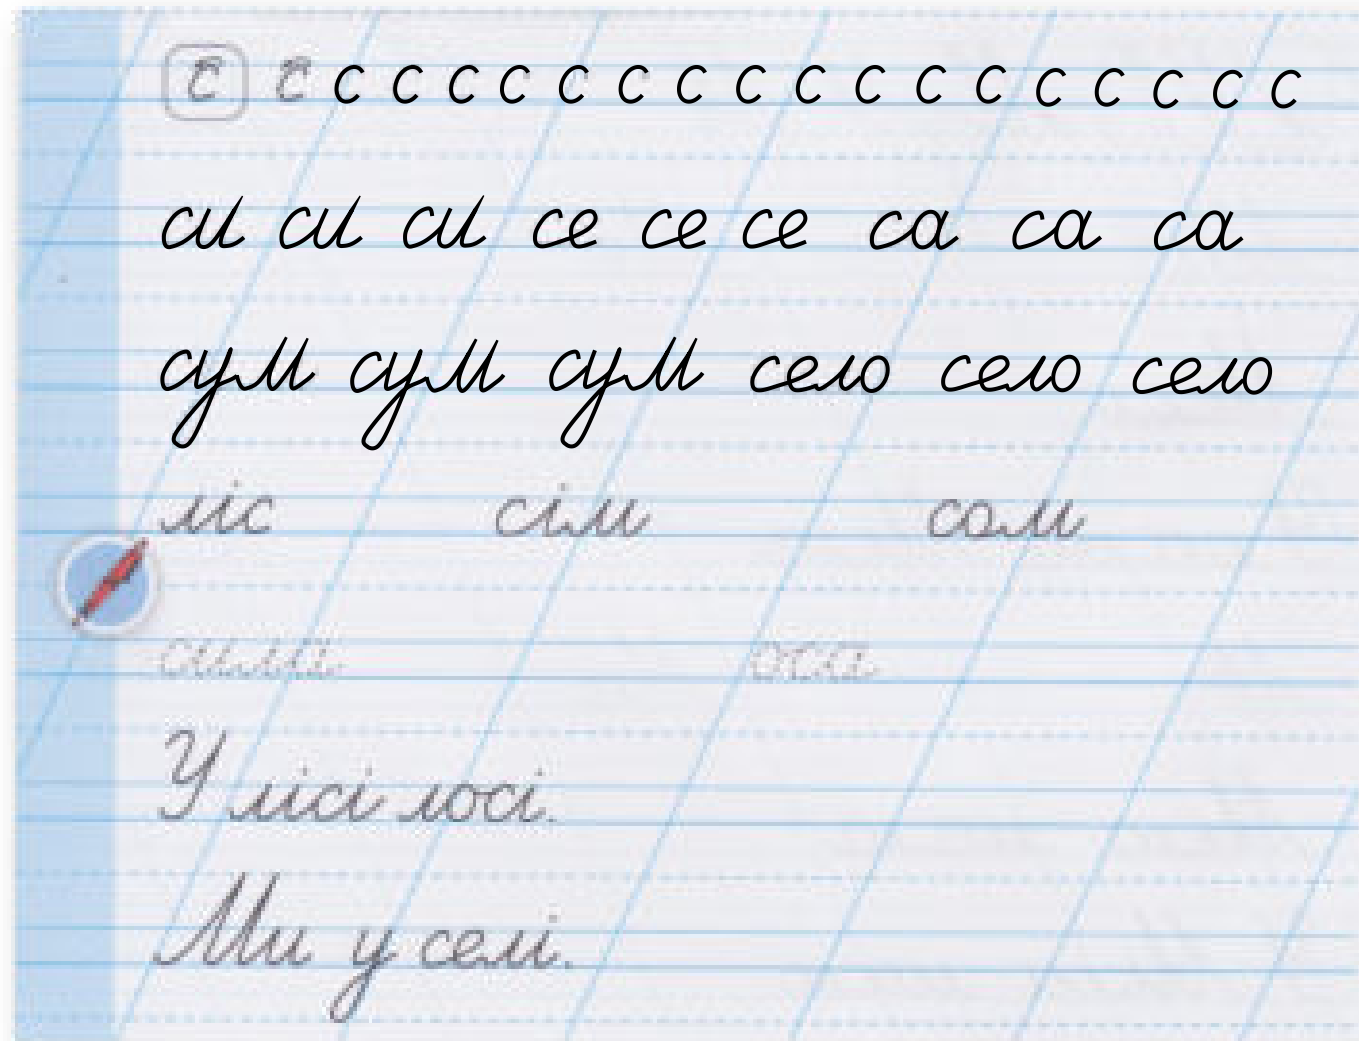 с с с с с с с с с с с с с с с с с с с
си си си се се се са са са
сум сум сум село село село
ліс сім сом
оса
У лісі лосі.
Ми у селі.